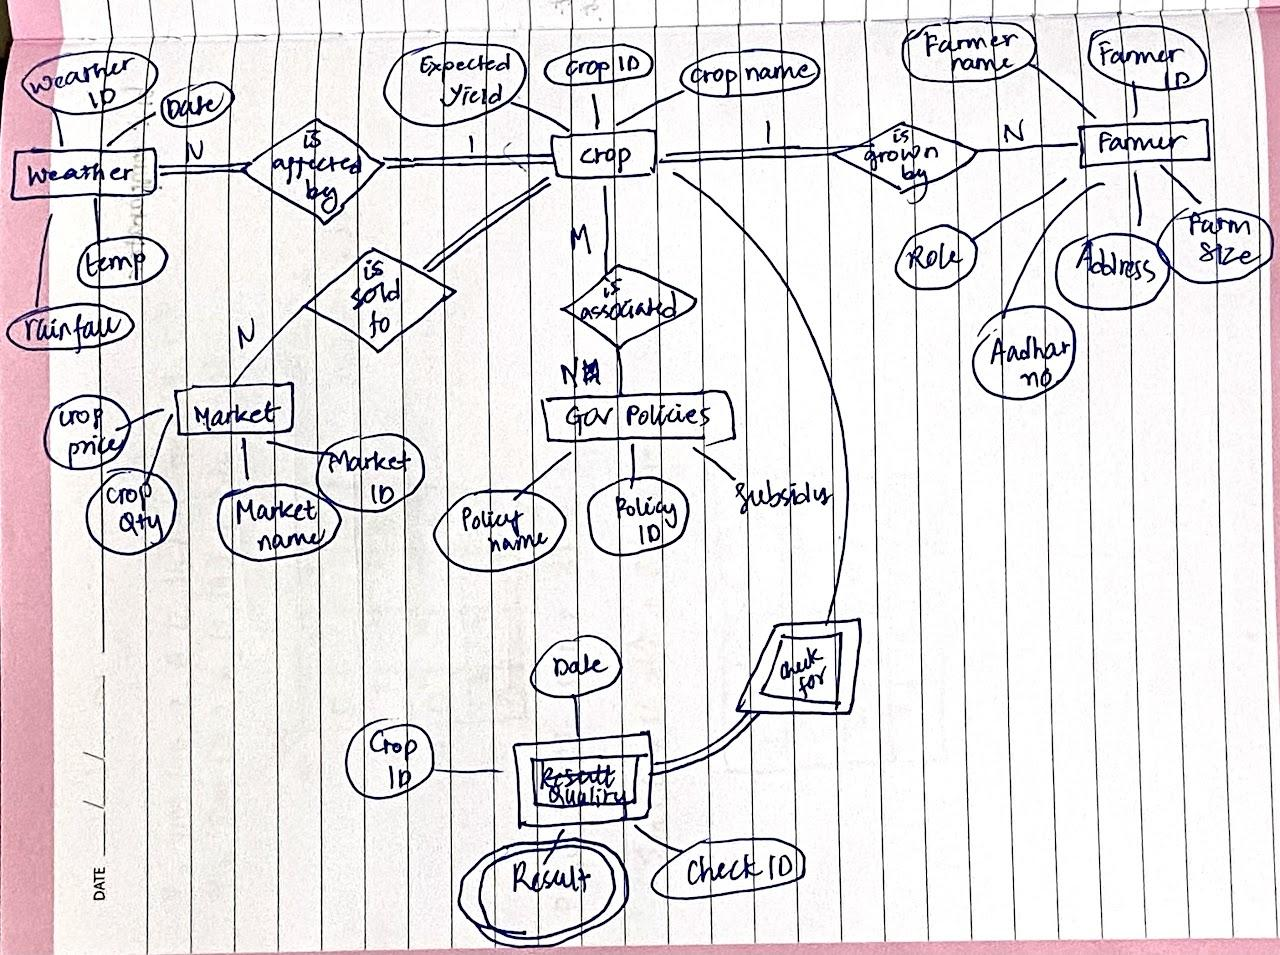 Weather
ID
Date
Expected
Yield
crop ID
crop name
Farmer
name
Farmer
ID
Weather
N
is
affected
by
1
crop
1
is
grown
by
N
Farmer
temp
rainfall
is
sold
to
M
is
associated
Role
Address
Farm
size
Aadhar
no
N
N
Market
Gov Policies
crop
price
Crop
Qty
Market
name
Market
ID
Policy
name
Policy
ID
Subsidy
Date
check
for
Crop
ID
Quality
Result
Check ID
DATE